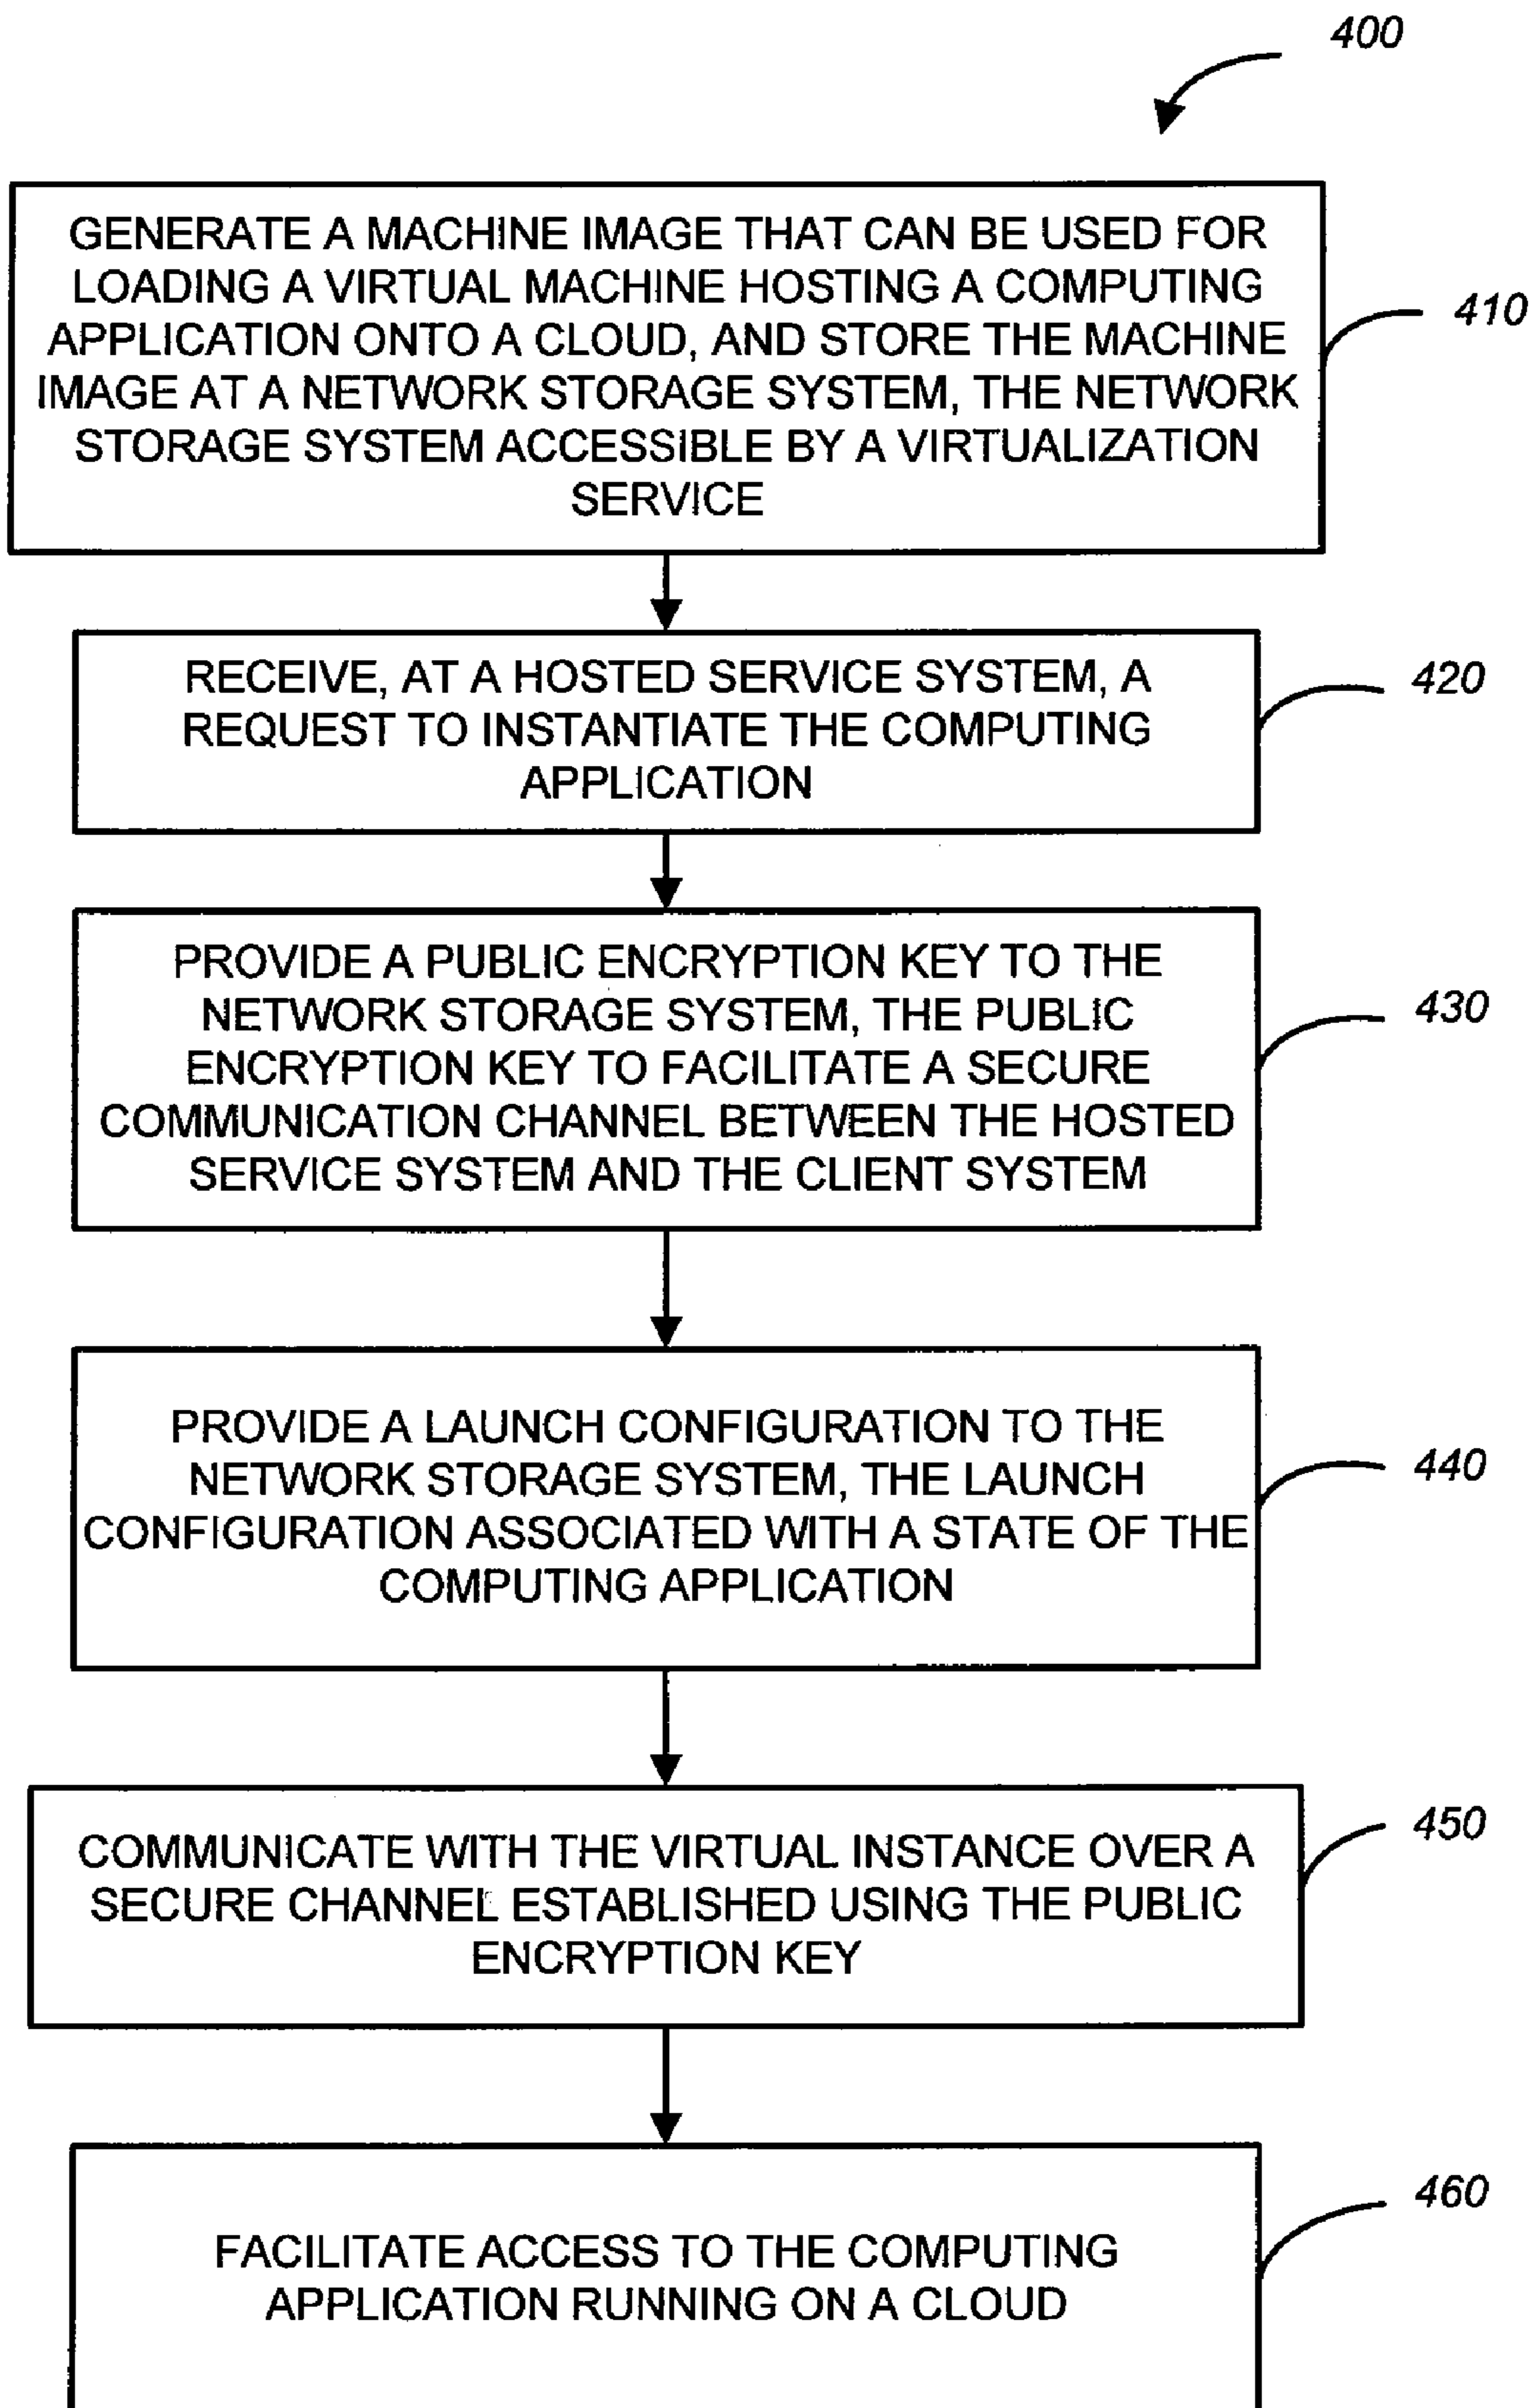 400
GENERATE A MACHINE IMAGE THAT CAN BE USED FOR
LOADING A VIRTUAL MACHINE HOSTING A COMPUTING
APPLICATION ONTO A CLOUD, AND STORE THE MACHINE
IMAGE AT A NETWORK STORAGE SYSTEM, THE NETWORK
STORAGE SYSTEM ACCESSIBLE BY A VIRTUALIZATION
SERVICE
410
RECEIVE, AT A HOSTED SERVICE SYSTEM, A
REQUEST TO INSTANTIATE THE COMPUTING
APPLICATION
420
PROVIDE A PUBLIC ENCRYPTION KEY TO THE
NETWORK STORAGE SYSTEM, THE PUBLIC
ENCRYPTION KEY TO FACILITATE A SECURE
COMMUNICATION CHANNEL BETWEEN THE HOSTED
SERVICE SYSTEM AND THE CLIENT SYSTEM
430
PROVIDE A LAUNCH CONFIGURATION TO THE
NETWORK STORAGE SYSTEM, THE LAUNCH
CONFIGURATION ASSOCIATED WITH A STATE OF THE
COMPUTING APPLICATION
440
COMMUNICATE WITH THE VIRTUAL INSTANCE OVER A
SECURE CHANNEL ESTABLISHED USING THE PUBLIC
ENCRYPTION KEY
450
FACILITATE ACCESS TO THE COMPUTING
APPLICATION RUNNING ON A CLOUD
460